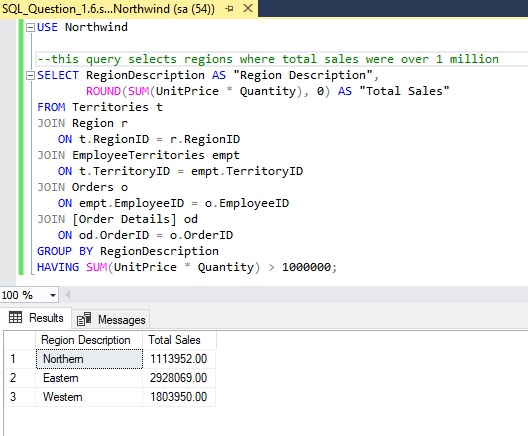 SQL_Question_1.6.s...Northwind (sa (54))
USE Northwind
--this query selects regions where total sales were over 1 million
SELECT RegionDescription AS "Region Description",
ROUND(SUM(UnitPrice * Quantity), 0) AS "Total Sales"
FROM Territories t
JOIN Region r
ON t.RegionID = r.RegionID
JOIN EmployeeTerritories empt
ON t.TerritoryID = empt.TerritoryID
JOIN Orders o
ON empt.EmployeeID = o.EmployeeID
JOIN [Order Details] od
ON od.OrderID = o.OrderID
GROUP BY RegionDescription
HAVING SUM(UnitPrice * Quantity) > 1000000;
100 %
Results Messages
Region Description Total Sales
1 Northern 1113952.00
2 Eastern 2928069.00
3 Western 1803950.00